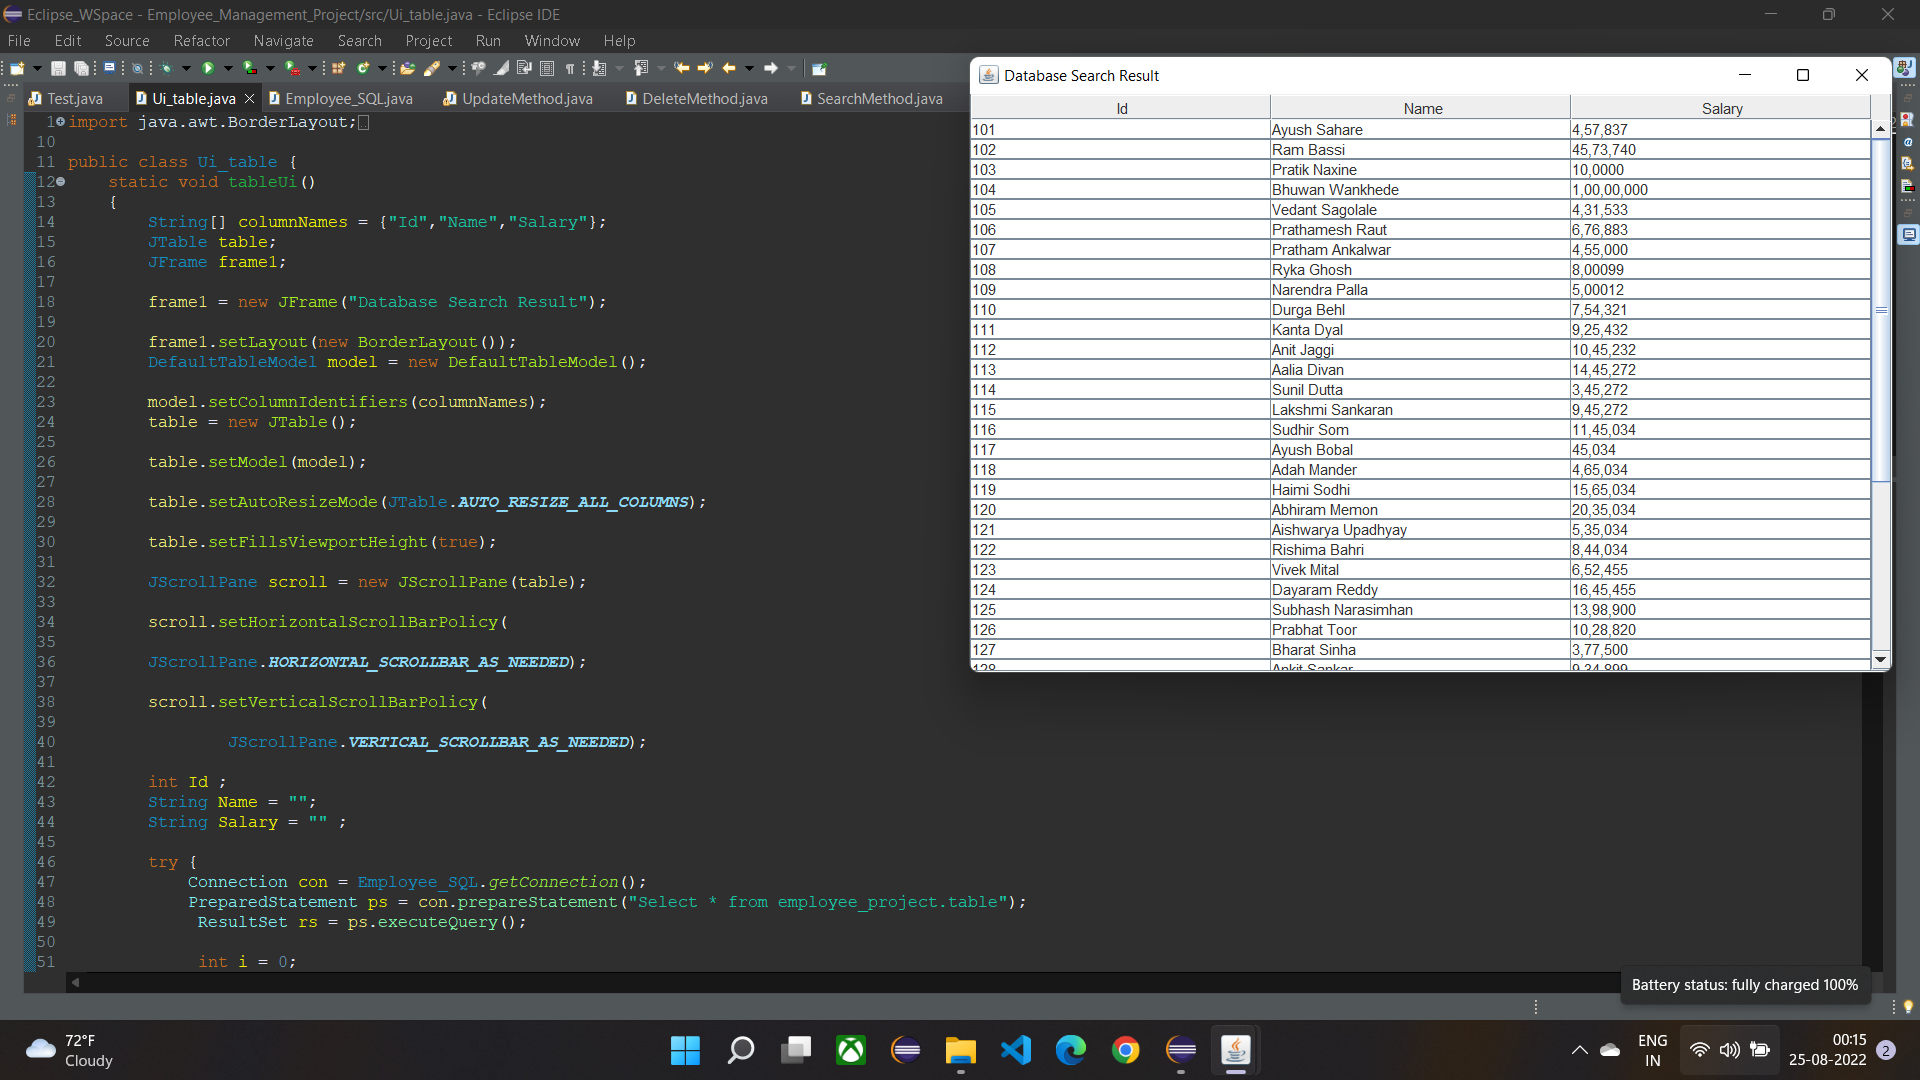 Eclipse_WSpace - Employee_Management_Project/src/Ui_table.java - Eclipse IDE
File Edit Source Refactor Navigate Search Project Run Window Help
Test.java Ui_table.java Employee_SQL.java UpdateMethod.java DeleteMethod.java SearchMethod.java
1 import java.awt.BorderLayout;
10
11 public class Ui_table {
12 static void tableUi()
13 {
14 String[] columnNames = {"Id","Name","Salary"};
15 JTable table;
16 JFrame frame1;
17
18 frame1 = new JFrame("Database Search Result");
19
20 frame1.setLayout(new BorderLayout());
21 DefaultTableModel model = new DefaultTableModel();
22
23 model.setColumnIdentifiers(columnNames);
24 table = new JTable();
25
26 table.setModel(model);
27
28 table.setAutoResizeMode(JTable.AUTO_RESIZE_ALL_COLUMNS);
29
30 table.setFillsViewportHeight(true);
31
32 JScrollPane scroll = new JScrollPane(table);
33
34 scroll.setHorizontalScrollBarPolicy(
35
36 JScrollPane.HORIZONTAL_SCROLLBAR_AS_NEEDED);
37
38 scroll.setVerticalScrollBarPolicy(
39
40 JScrollPane.VERTICAL_SCROLLBAR_AS_NEEDED);
41
42 int Id ;
43 String Name = "";
44 String Salary = "" ;
45
46 try {
47 Connection con = Employee_SQL.getConnection();
48 PreparedStatement ps = con.prepareStatement("Select * from employee_project.table");
49 ResultSet rs = ps.executeQuery();
50
51 int i = 0;
Database Search Result
Id Name Salary
101 Ayush Sahare 4,57,837
102 Ram Bassi 45,73,740
103 Pratik Naxine 10,0000
104 Bhuwan Wankhede 1,00,00,000
105 Vedant Sagolale 4,31,533
106 Prathamesh Raut 6,76,883
107 Pratham Ankalwar 4,55,000
108 Ryka Ghosh 8,00099
109 Narendra Palla 5,00012
110 Durga Behl 7,54,321
111 Kanta Dyal 9,25,432
112 Anit Jaggi 10,45,232
113 Aalia Divan 14,45,272
114 Sunil Dutta 3,45,272
115 Lakshmi Sankaran 9,45,272
116 Sudhir Som 11,45,034
117 Ayush Bobal 45,034
118 Adah Mander 4,65,034
119 Haimi Sodhi 15,65,034
120 Abhiram Memon 20,35,034
121 Aishwarya Upadhyay 5,35,034
122 Rishima Bahri 8,44,034
123 Vivek Mital 6,52,455
124 Dayaram Reddy 16,45,455
125 Subhash Narasimhan 13,98,900
126 Prabhat Toor 10,28,820
127 Bharat Sinha 3,77,500
128 Ankit Sankar 9,34,899
Battery status: fully charged 100%
72°F
Cloudy
ENG
IN
00:15
25-08-2022
2